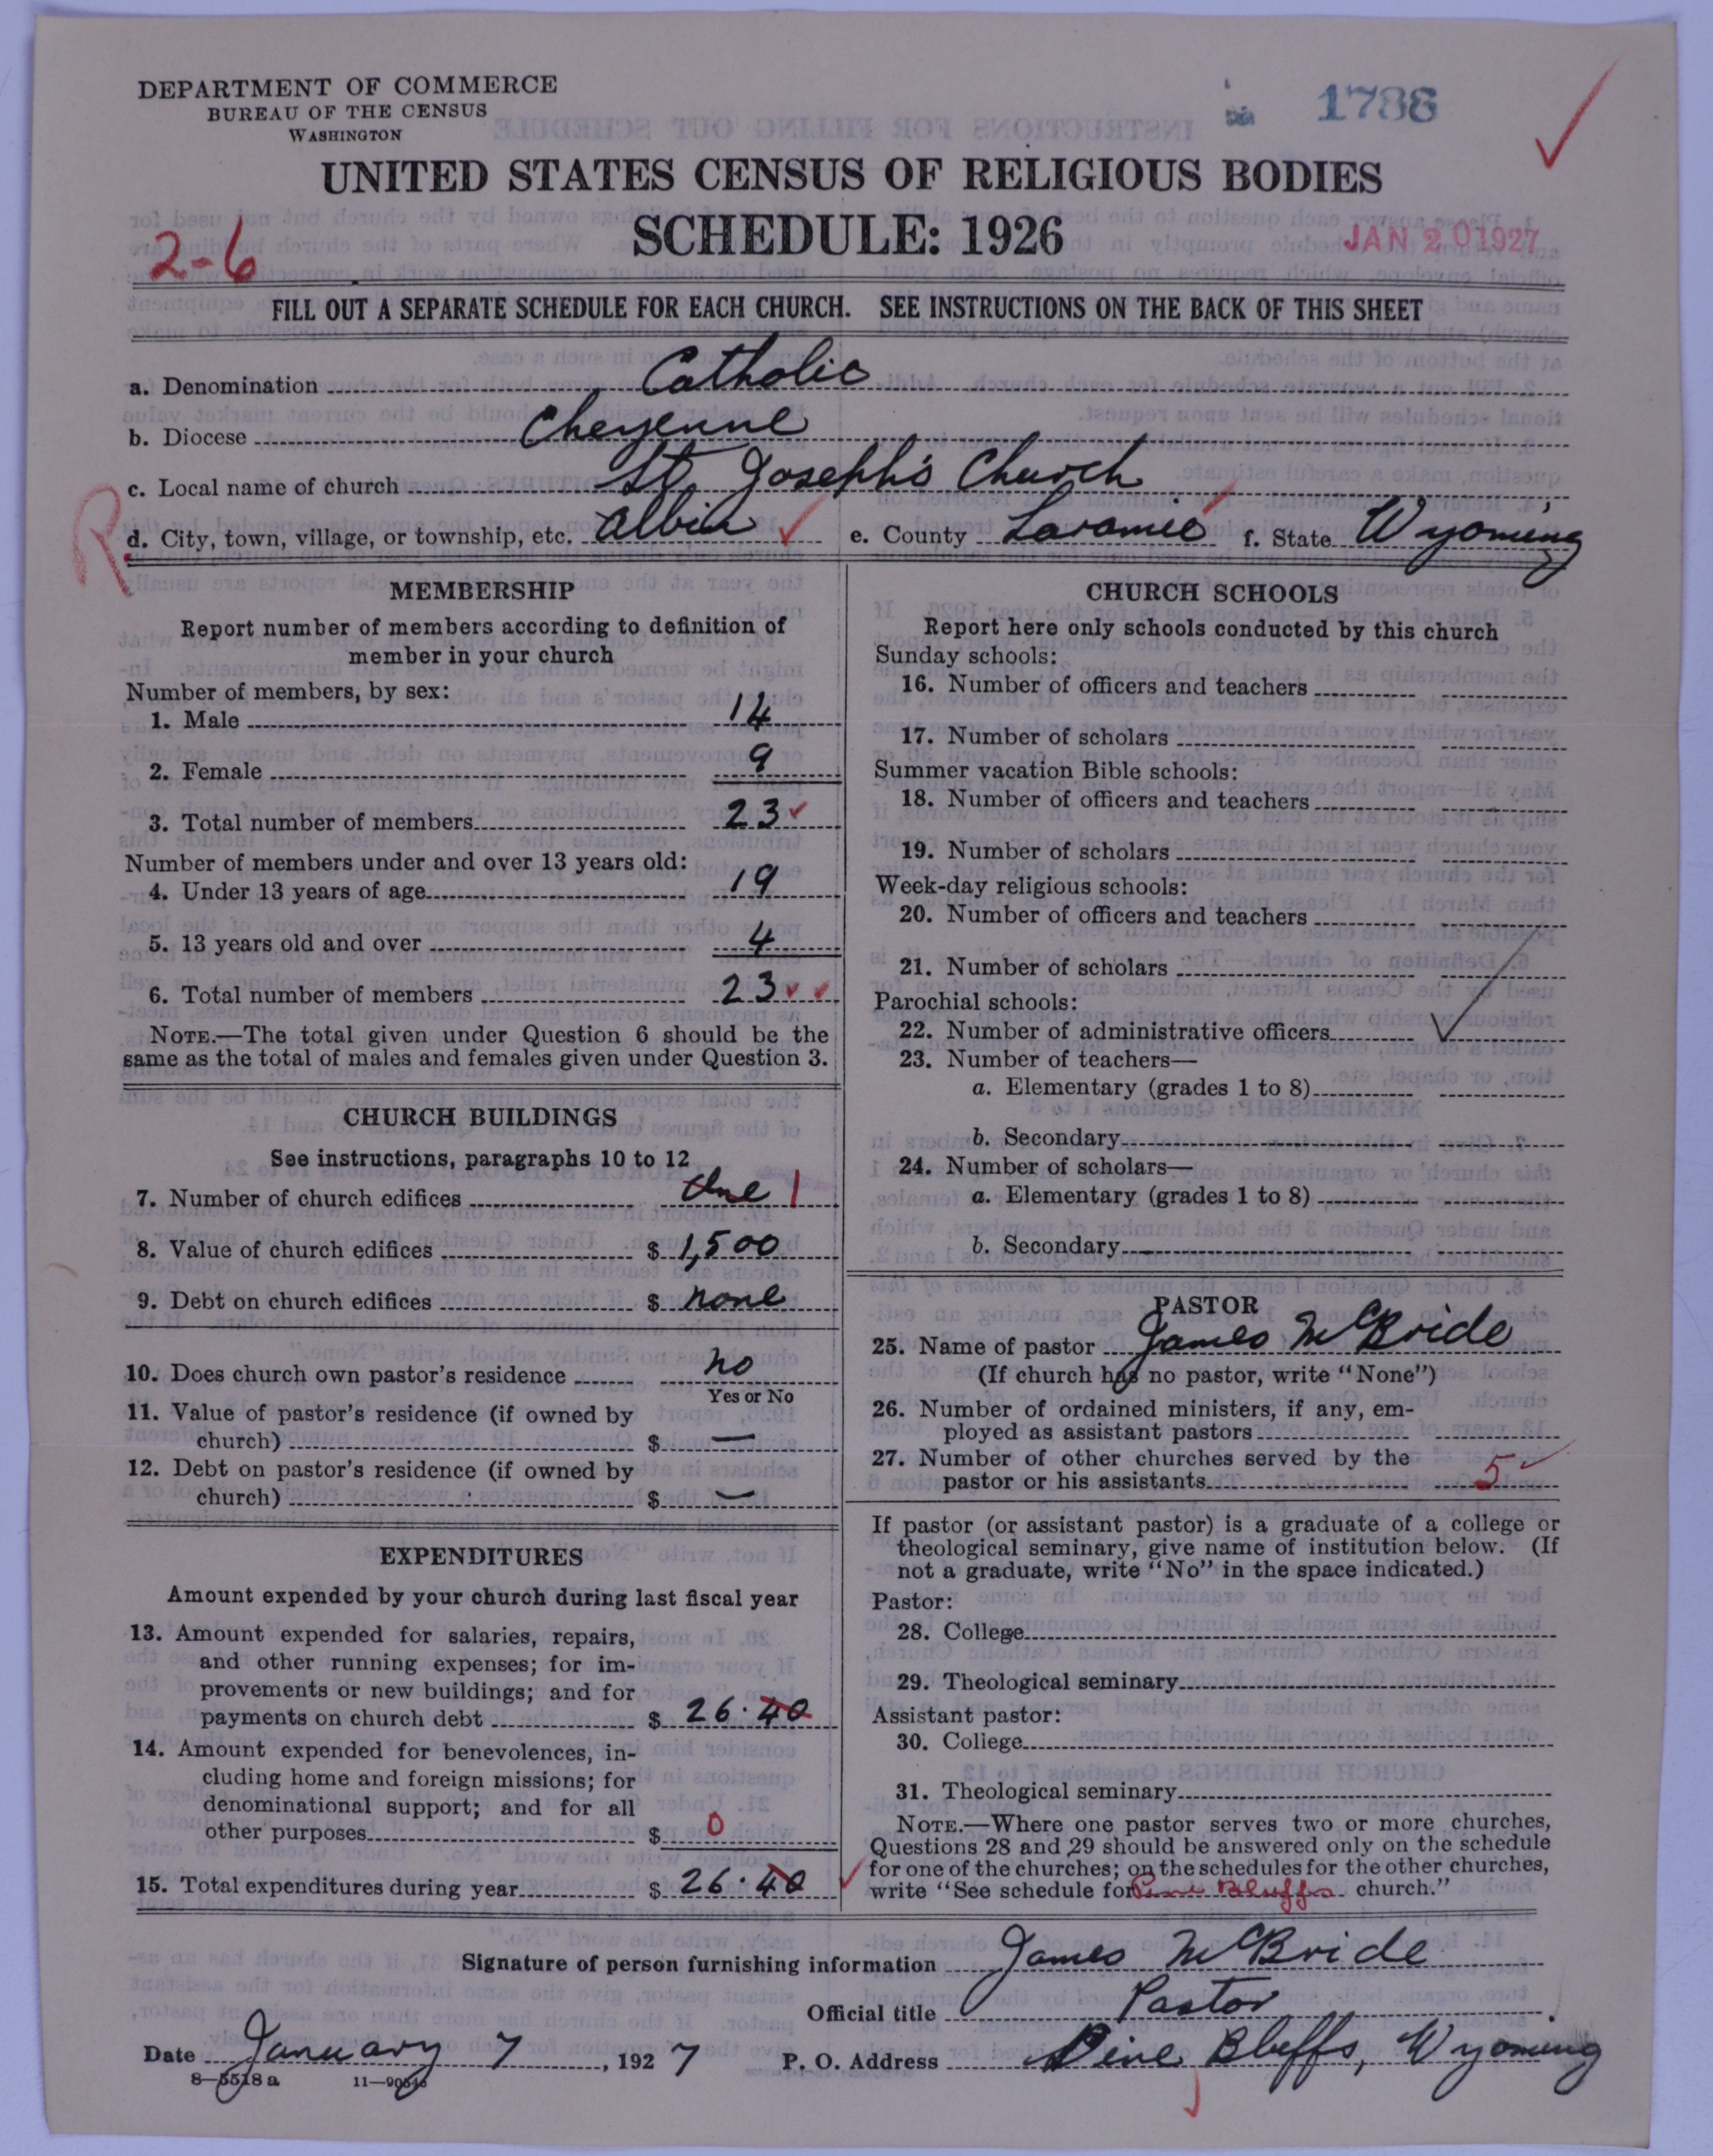 DEPARTMENT OF COMMERCE
BUREAU OF THE CENSUS
WASHINGTON
1786
UNITED STATES CENSUS OF RELIGIOUS BODIES
SCHEDULE: 1926
2-6
JAN 20 1927
FILL OUT A SEPARATE SCHEDULE FOR EACH CHURCH. SEE INSTRUCTIONS ON THE BACK OF THIS SHEET
a. Denomination Catholic
b. Diocese Cheyenne
c. Local name of church St. Joseph's Church
R
d. City, town, village, or township, etc. Albin ✓ e. County Laramie f. State Wyoming
MEMBERSHIP
Report number of members according to definition of
member in your church
Number of members, by sex:
1. Male 14
2. Female 9
3. Total number of members 23 ✓
Number of members under and over 13 years old:
4. Under 13 years of age 19
5. 13 years old and over 4
6. Total number of members 23 ✓ ✓
NOTE.—The total given under Question 6 should be the
same as the total of males and females given under Question 3.
CHURCH BUILDINGS
See instructions, paragraphs 10 to 12
7. Number of church edifices One 1
8. Value of church edifices $ 1,500
9. Debt on church edifices $ none
10. Does church own pastor's residence no
Yes or No
11. Value of pastor's residence (if owned by
church) $ —
12. Debt on pastor's residence (if owned by
church) $ —
EXPENDITURES
Amount expended by your church during last fiscal year
13. Amount expended for salaries, repairs,
and other running expenses; for im-
provements or new buildings; and for
payments on church debt $ 26.40
14. Amount expended for benevolences, in-
cluding home and foreign missions; for
denominational support; and for all
other purposes $ 0
15. Total expenditures during year $ 26.40 ✓
CHURCH SCHOOLS
Report here only schools conducted by this church
Sunday schools:
16. Number of officers and teachers
17. Number of scholars
Summer vacation Bible schools:
18. Number of officers and teachers
19. Number of scholars
Week-day religious schools:
20. Number of officers and teachers
21. Number of scholars
Parochial schools:
22. Number of administrative officers
23. Number of teachers—
a. Elementary (grades 1 to 8)
b. Secondary
24. Number of scholars—
a. Elementary (grades 1 to 8)
b. Secondary
PASTOR
25. Name of pastor James McBride
(If church has no pastor, write "None")
26. Number of ordained ministers, if any, em-
ployed as assistant pastors
27. Number of other churches served by the
pastor or his assistants 5 ✓
If pastor (or assistant pastor) is a graduate of a college or
theological seminary, give name of institution below. (If
not a graduate, write "No" in the space indicated.)
Pastor:
28. College
29. Theological seminary
Assistant pastor:
30. College
31. Theological seminary
NOTE.—Where one pastor serves two or more churches,
Questions 28 and 29 should be answered only on the schedule
for one of the churches; on the schedules for the other churches,
write "See schedule for Pine Bluffs church."
Signature of person furnishing information James McBride
Official title Pastor
Date January 7, 1927 P. O. Address Pine Bluffs, Wyoming
8—5518 a 11—90546